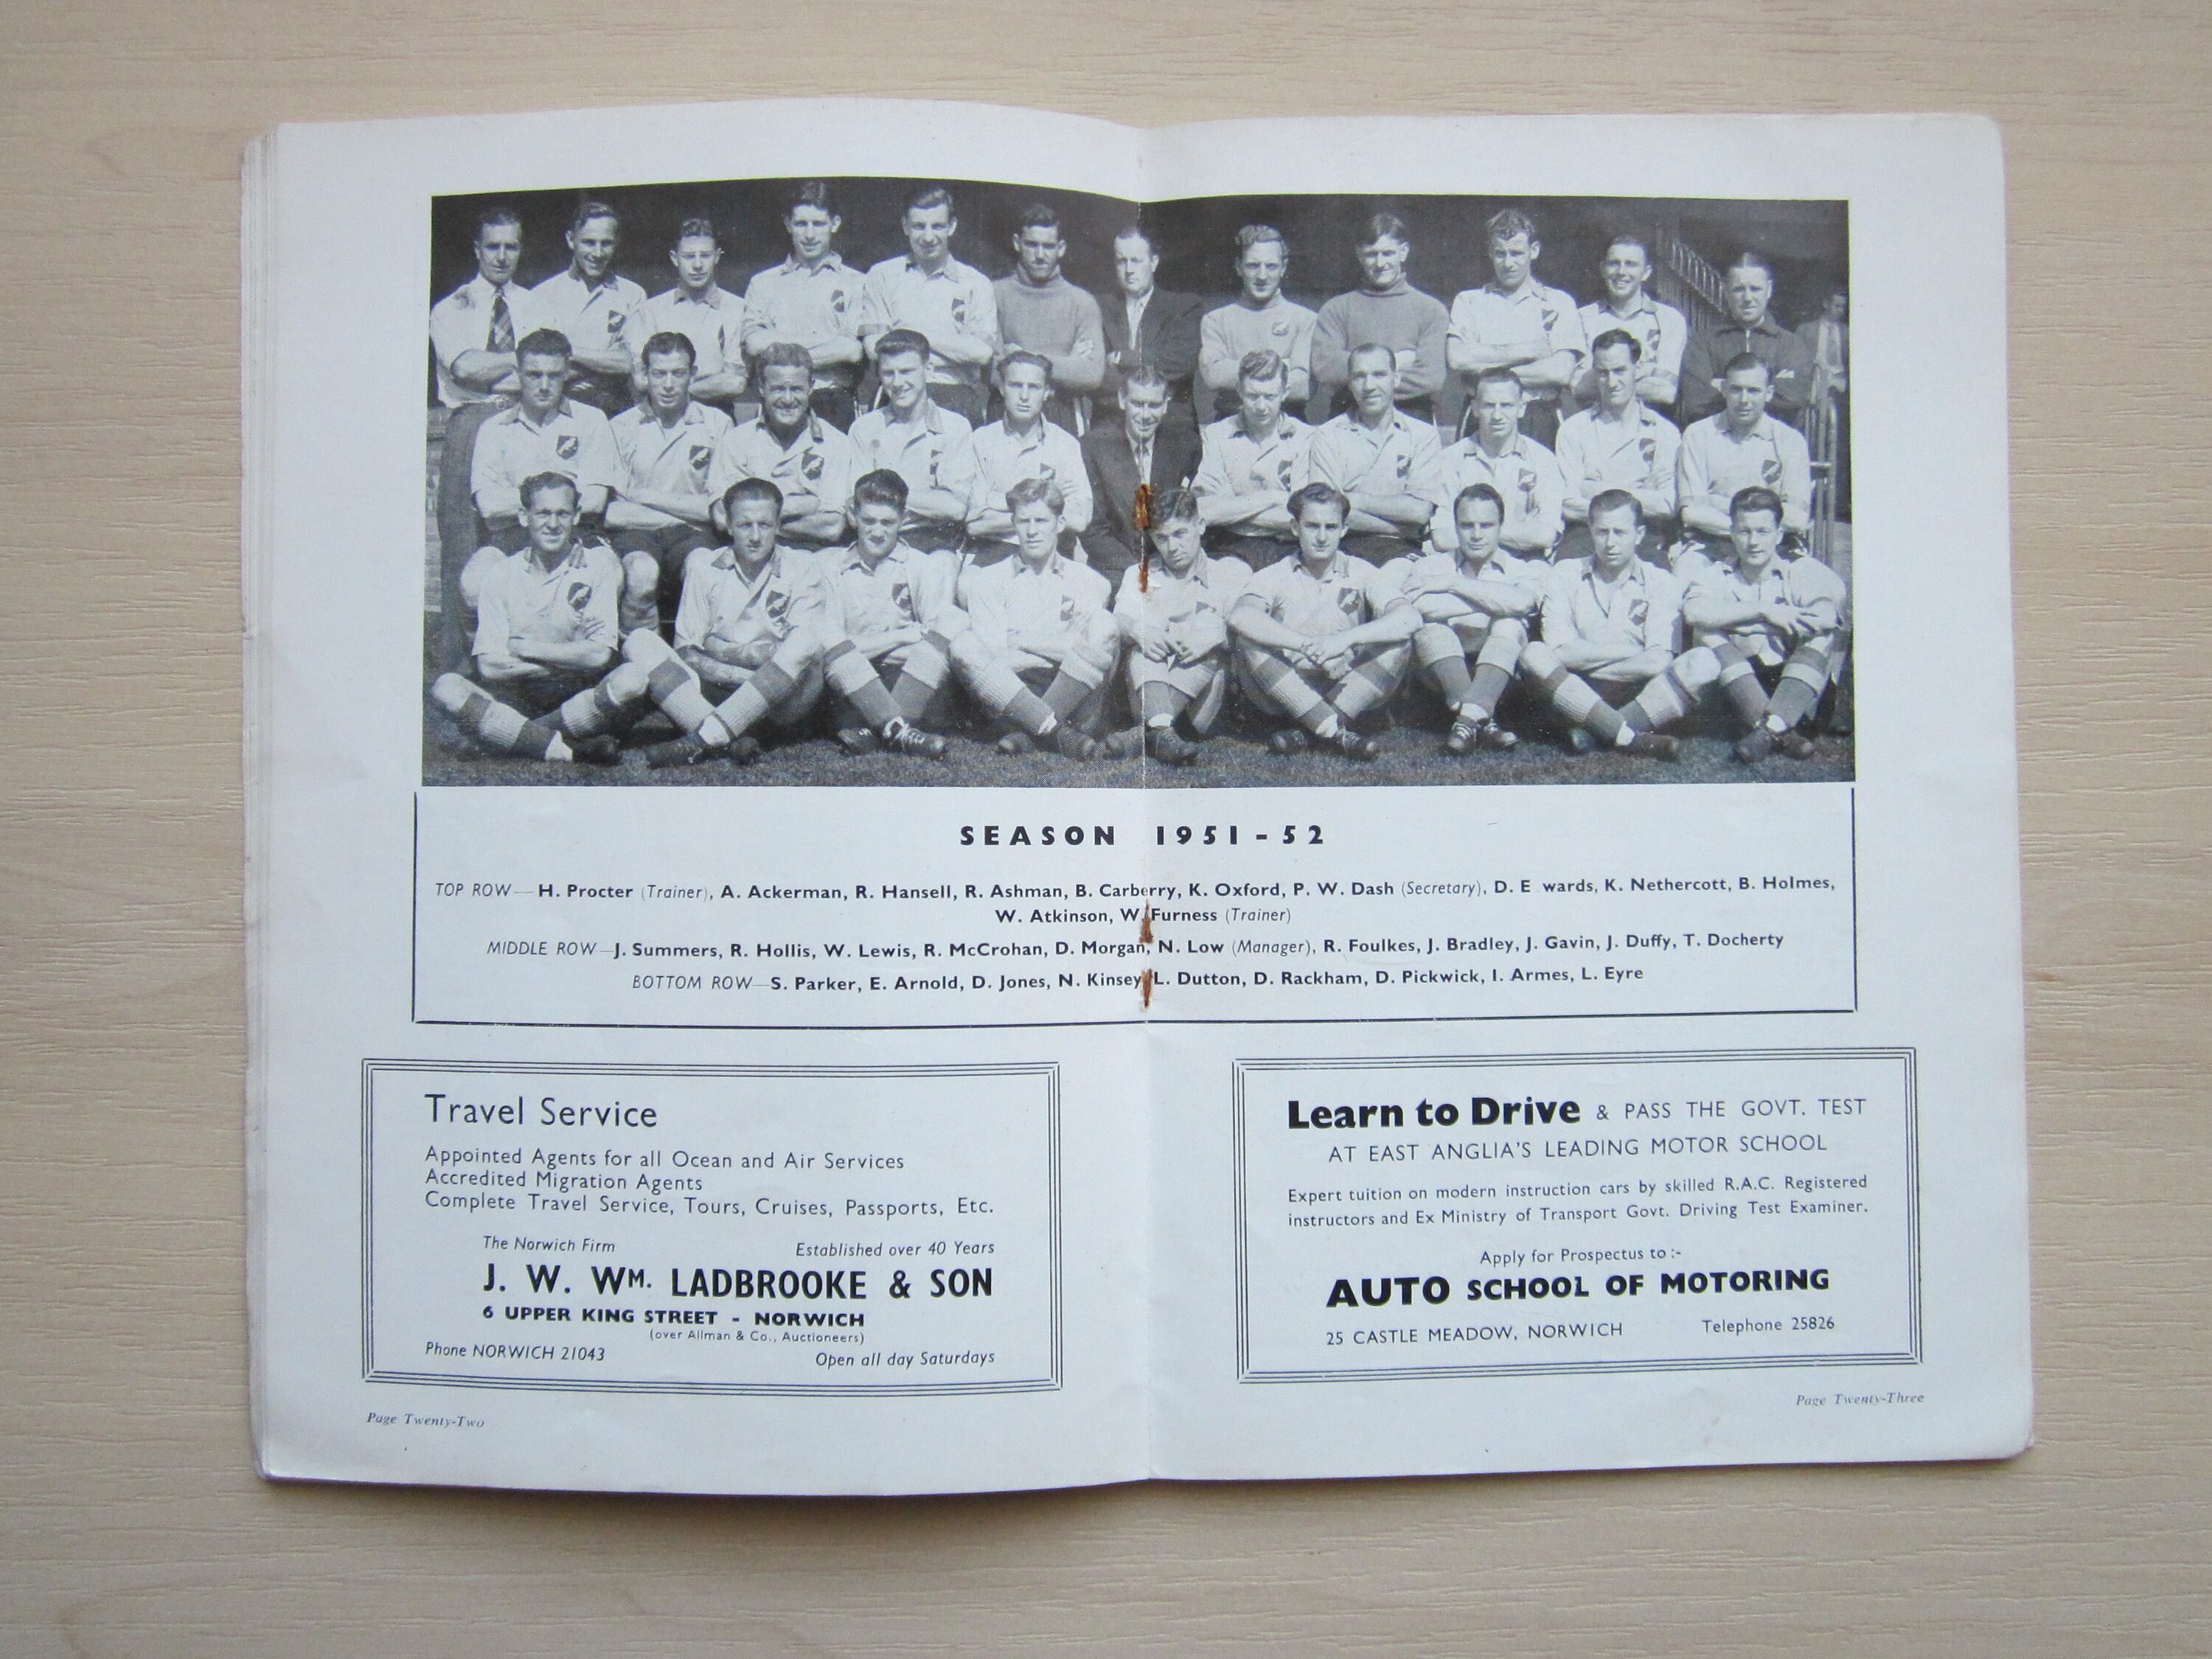 SEASON 1951-52
TOP ROW—H. Procter (Trainer), A. Ackerman, R. Hansell, R. Ashman, B. Carberry, K. Oxford, P. W. Dash (Secretary), D. E wards, K. Nethercott, B. Holmes,
W. Atkinson, W. Furness (Trainer)
MIDDLE ROW—J. Summers, R. Hollis, W. Lewis, R. McCrohan, D. Morgan, N. Low (Manager), R. Foulkes, J. Bradley, J. Gavin, J. Duffy, T. Docherty
BOTTOM ROW—S. Parker, E. Arnold, D. Jones, N. Kinsey, L. Dutton, D. Rackham, D. Pickwick, I. Armes, L. Eyre
Travel Service
Appointed Agents for all Ocean and Air Services
Accredited Migration Agents
Complete Travel Service, Tours, Cruises, Passports, Etc.
The Norwich Firm Established over 40 Years
J. W. WM. LADBROOKE & SON
6 UPPER KING STREET - NORWICH
(over Allman & Co., Auctioneers)
Phone NORWICH 21043 Open all day Saturdays
Page Twenty-Two
Learn to Drive & PASS THE GOVT. TEST
AT EAST ANGLIA'S LEADING MOTOR SCHOOL
Expert tuition on modern instruction cars by skilled R.A.C. Registered
instructors and Ex Ministry of Transport Govt. Driving Test Examiner.
Apply for Prospectus to :-
AUTO SCHOOL OF MOTORING
25 CASTLE MEADOW, NORWICH Telephone 25826
Page Twenty-Three